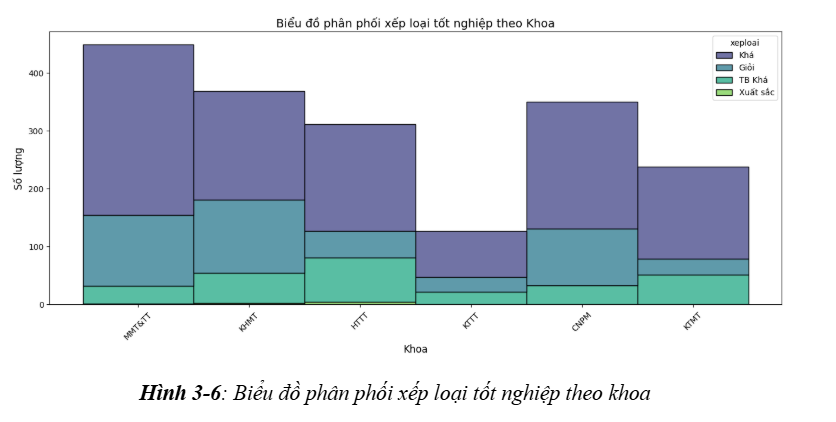 Biểu đồ phân phối xếp loại tốt nghiệp theo Khoa
xeploai
Khá
Giỏi
TB Khá
Xuất sắc
Số lượng
400
300
200
100
0
MMT&TT
KHMT
HTTT
KTTT
CNPM
KTMT
Khoa
Hình 3-6: Biểu đồ phân phối xếp loại tốt nghiệp theo khoa